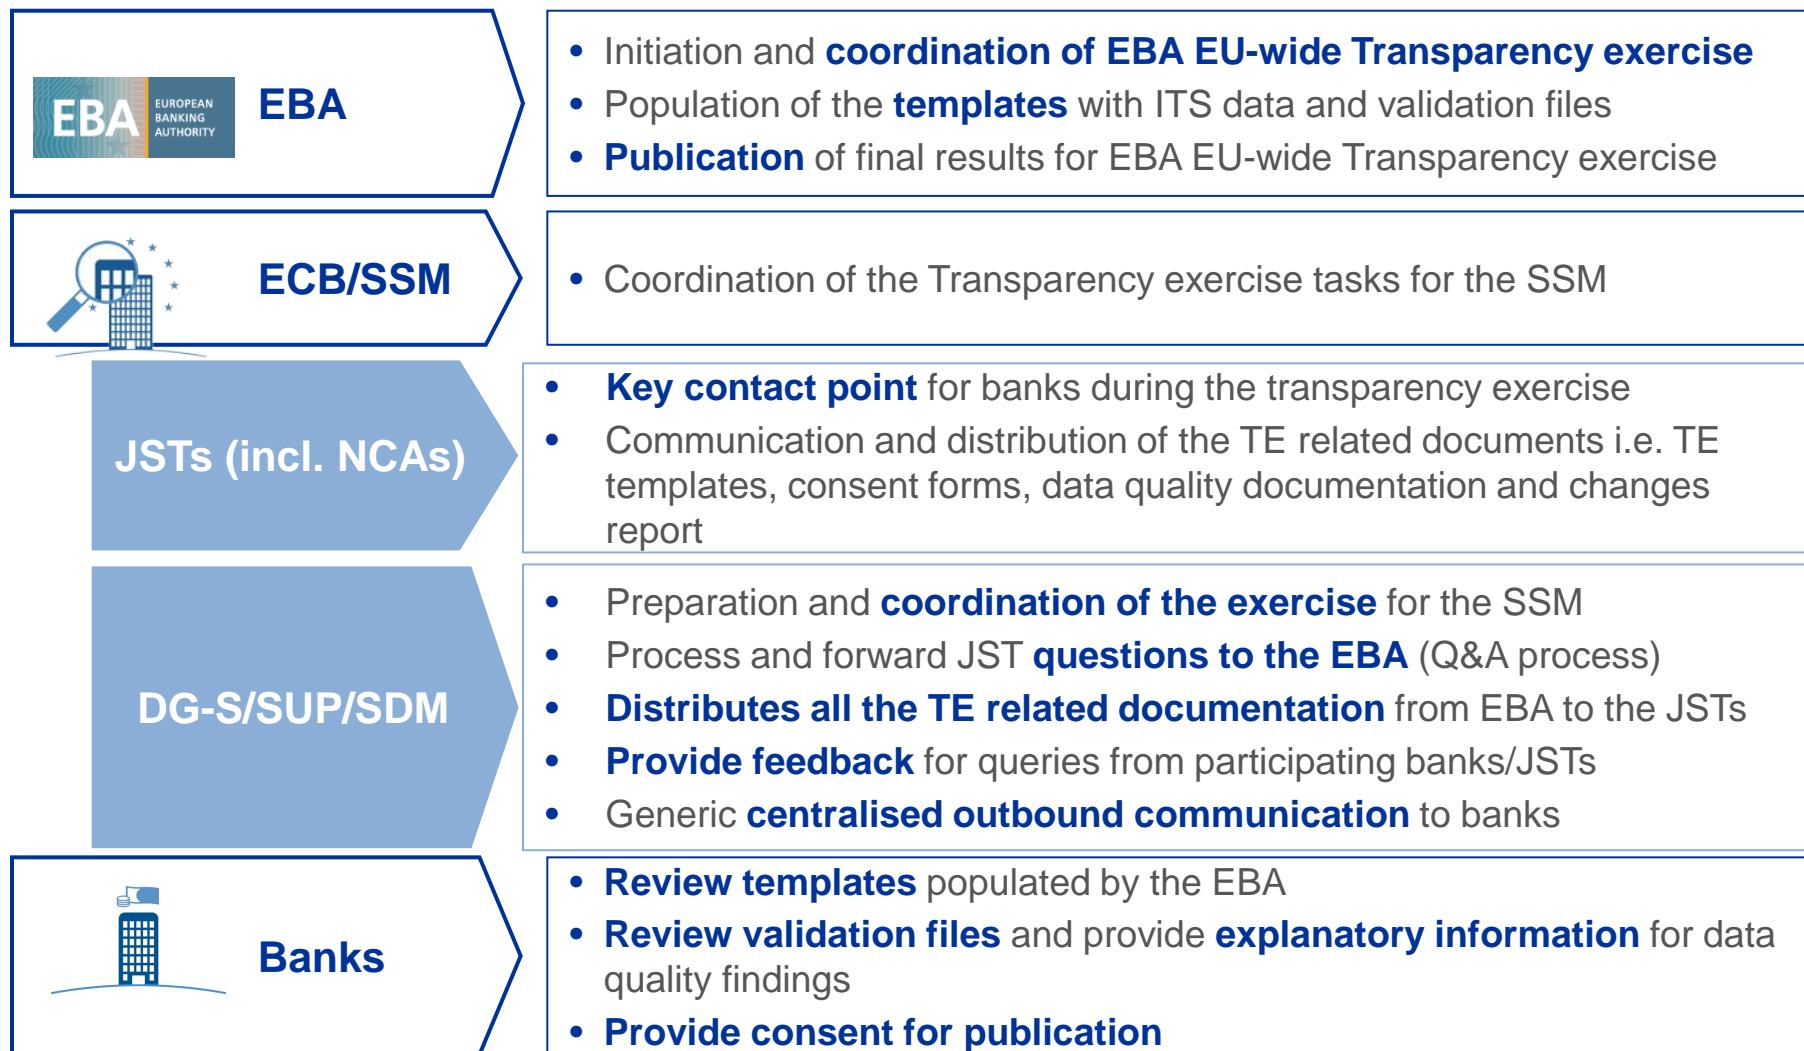 EBA
EUROPEAN
BANKING
AUTHORITY
EBA
• Initiation and coordination of EBA EU-wide Transparency exercise
• Population of the templates with ITS data and validation files
• Publication of final results for EBA EU-wide Transparency exercise
ECB/SSM
• Coordination of the Transparency exercise tasks for the SSM
JSTs (incl. NCAs)
• Key contact point for banks during the transparency exercise
• Communication and distribution of the TE related documents i.e. TE
templates, consent forms, data quality documentation and changes
report
DG-S/SUP/SDM
• Preparation and coordination of the exercise for the SSM
• Process and forward JST questions to the EBA (Q&A process)
• Distributes all the TE related documentation from EBA to the JSTs
• Provide feedback for queries from participating banks/JSTs
• Generic centralised outbound communication to banks
Banks
• Review templates populated by the EBA
• Review validation files and provide explanatory information for data
quality findings
• Provide consent for publication